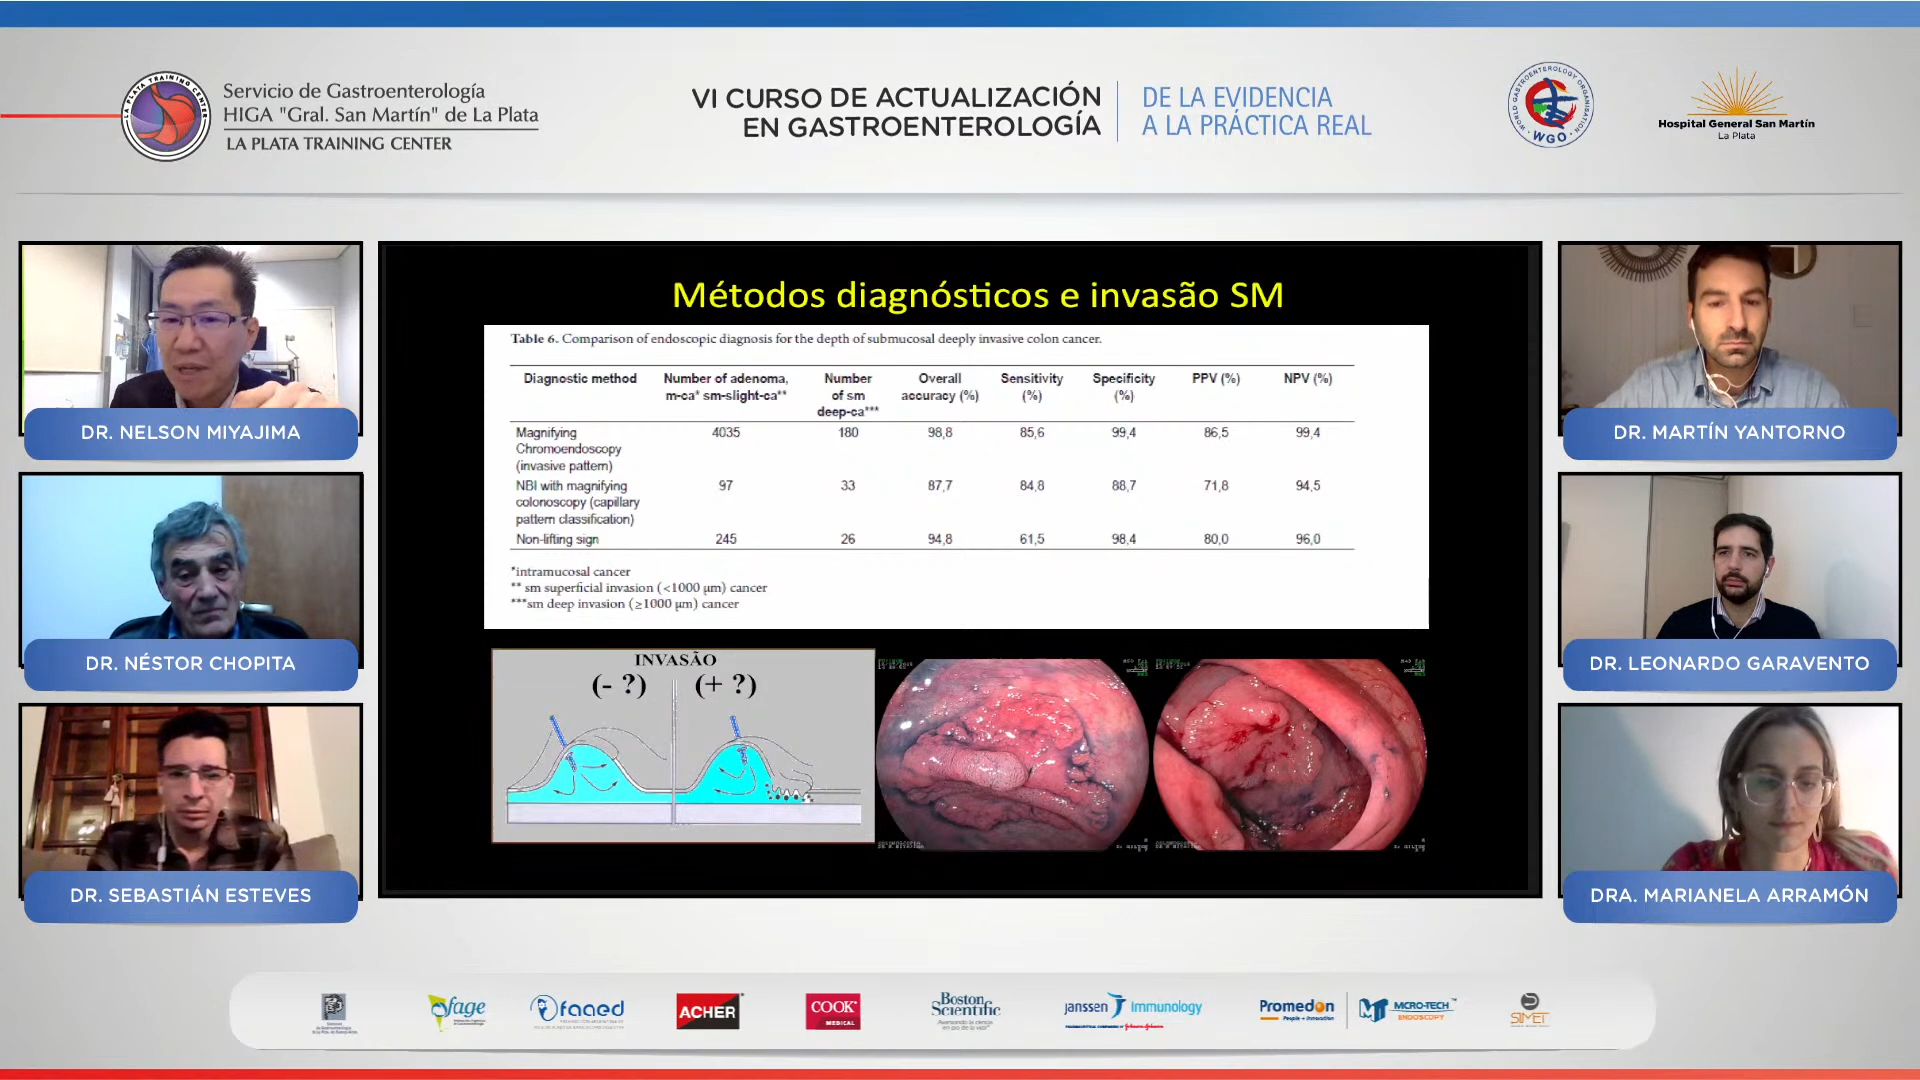 LA PLATA TRAINING CENTER
Servicio de Gastroenterología
HIGA "Gral. San Martín" de La Plata
LA PLATA TRAINING CENTER
VI CURSO DE ACTUALIZACIÓN
EN GASTROENTEROLOGÍA
DE LA EVIDENCIA
A LA PRÁCTICA REAL
WORLD GASTROENTEROLOGY ORGANISATION
WGO
Hospital General San Martín
La Plata
DR. NELSON MIYAJIMA
DR. NÉSTOR CHOPITA
DR. SEBASTIÁN ESTEVES
Métodos diagnósticos e invasão SM
Table 6. Comparison of endoscopic diagnosis for the depth of submucosal deeply invasive colon cancer.
Diagnostic method Number of adenoma, m-ca* sm-slight-ca** Number of sm deep-ca*** Overall accuracy (%) Sensitivity (%) Specificity (%) PPV (%) NPV (%)
Magnifying Chromoendoscopy (invasive pattern) 4035 180 98,8 85,6 99,4 86,5 99,4
NBI with magnifying colonoscopy (capillary pattern classification) 97 33 87,7 84,8 88,7 71,8 94,5
Non-lifting sign 245 26 94,8 61,5 98,4 80,0 96,0
*intramucosal cancer
** sm superficial invasion (<1000 µm) cancer
***sm deep invasion (≥1000 µm) cancer
INVASÃO
(- ?) (+ ?)
DR. MARTÍN YANTORNO
DR. LEONARDO GARAVENTO
DRA. MARIANELA ARRAMÓN
fage
faced
ACHER
COOK
MEDICAL
Boston
Scientific
janssen Immunology
Promedon
People + Innovation
MICRO-TECH
ENDOSCOPY
SIMET